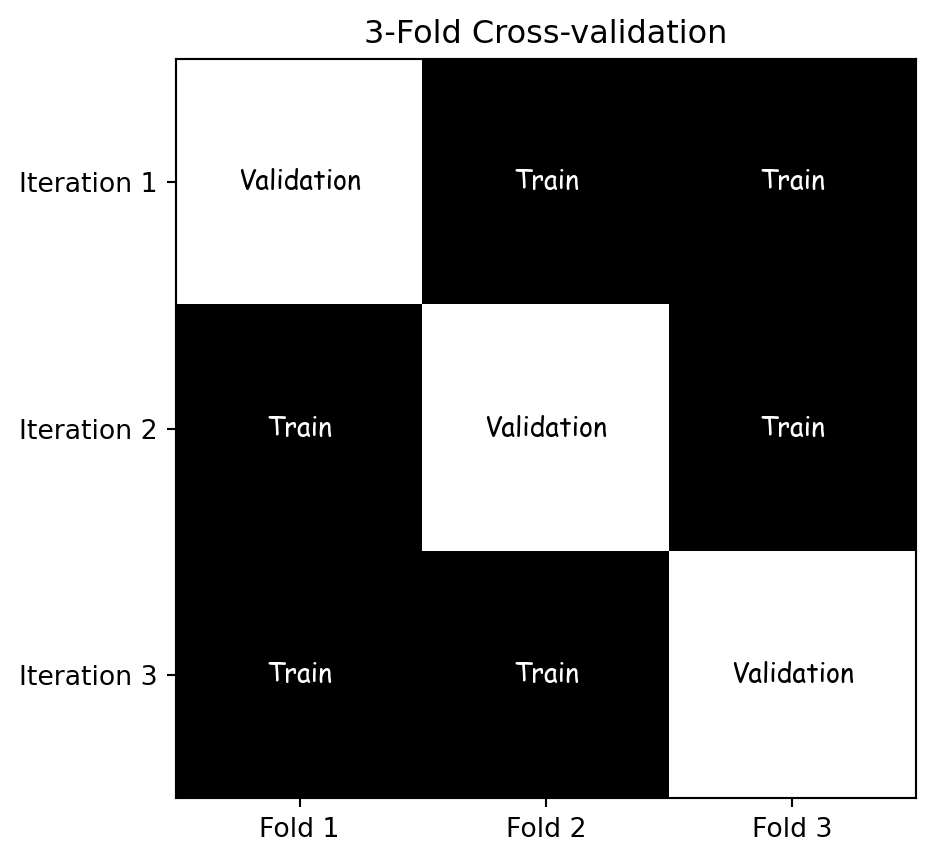 3-Fold Cross-validation
Iteration 1 Validation Train Train
Iteration 2 Train Validation Train
Iteration 3 Train Train Validation
Fold 1 Fold 2 Fold 3